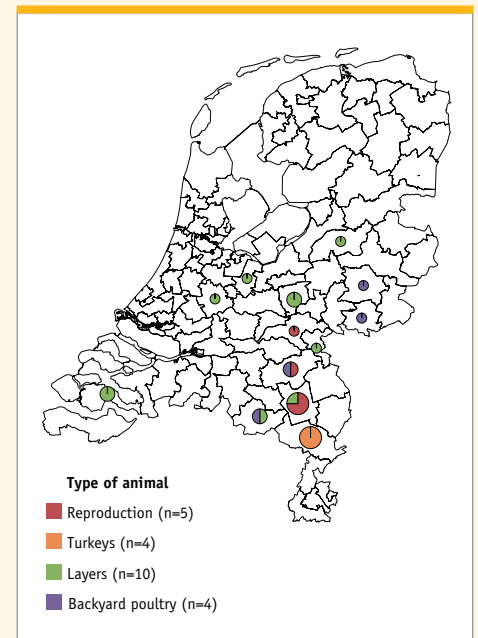 Type of animal
Reproduction (n=5)
Turkeys (n=4)
Layers (n=10)
Backyard poultry (n=4)